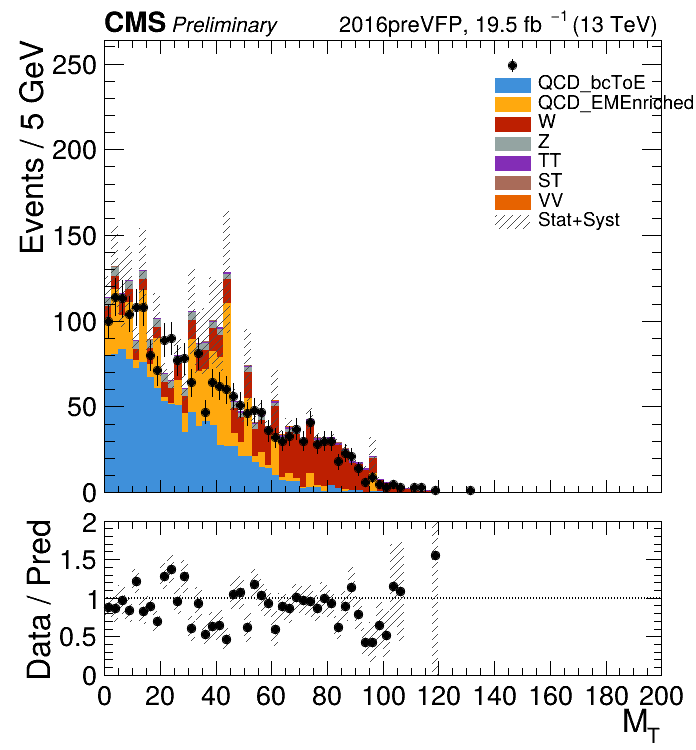 CMS Preliminary 2016preVFP, 19.5 fb⁻¹ (13 TeV)
Events / 5 GeV
250
200
150
100
50
0
QCD_bcToE
QCD_EMEnriched
W
Z
TT
ST
VV
Stat+Syst
Data / Pred
2
1.5
1
0.5
0
0 20 40 60 80 100 120 140 160 180 200
M_T